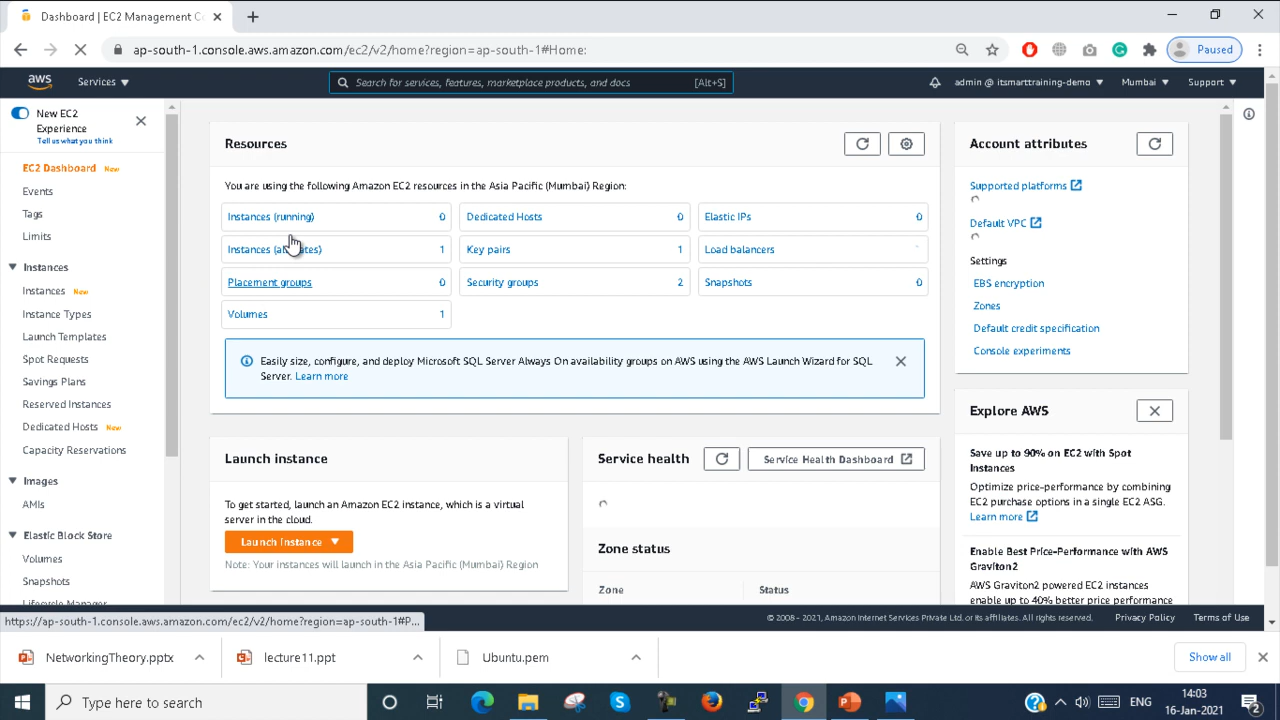 Dashboard | EC2 Management C
ap-south-1.console.aws.amazon.com/ec2/v2/home?region=ap-south-1#Home:
Paused
aws
Services
Search for services, features, marketplace products, and docs
[Alt+S]
admin @ itsmarttraining-demo
Mumbai
Support
New EC2
Experience
Tell us what you think
EC2 Dashboard New
Events
Tags
Limits
Instances
Instances New
Instance Types
Launch Templates
Spot Requests
Savings Plans
Reserved Instances
Dedicated Hosts New
Capacity Reservations
Images
AMIs
Elastic Block Store
Volumes
Snapshots
Lifecycle Manager
Resources
You are using the following Amazon EC2 resources in the Asia Pacific (Mumbai) Region:
Instances (running) 0
Dedicated Hosts 0
Elastic IPs 0
Instances 1
Key pairs 1
Load balancers
Placement groups 0
Security groups 2
Snapshots 0
Volumes 1
Easily size, configure, and deploy Microsoft SQL Server Always On availability groups on AWS using the AWS Launch Wizard for SQL
Server. Learn more
Launch instance
To get started, launch an Amazon EC2 instance, which is a virtual
server in the cloud.
Launch instance
Note: Your instances will launch in the Asia Pacific (Mumbai) Region
Service health
Service Health Dashboard
Zone status
Zone
Status
Account attributes
Supported platforms
Default VPC
Settings
EBS encryption
Zones
Default credit specification
Console experiments
Explore AWS
Save up to 90% on EC2 with Spot
Instances
Optimize price-performance by combining
EC2 purchase options in a single EC2 ASG.
Learn more
Enable Best Price-Performance with AWS
Graviton2
AWS Graviton2 powered EC2 instances
enable up to 40% better price performance
https://ap-south-1.console.aws.amazon.com/ec2/v2/home?region=ap-south-1#P...
© 2008 - 2021, Amazon Internet Services Private Ltd. or its affiliates. All rights reserved.
Privacy Policy
Terms of Use
NetworkingTheory.pptx
lecture11.ppt
Ubuntu.pem
Show all
Type here to search
ENG
14:03
16-Jan-2021
2